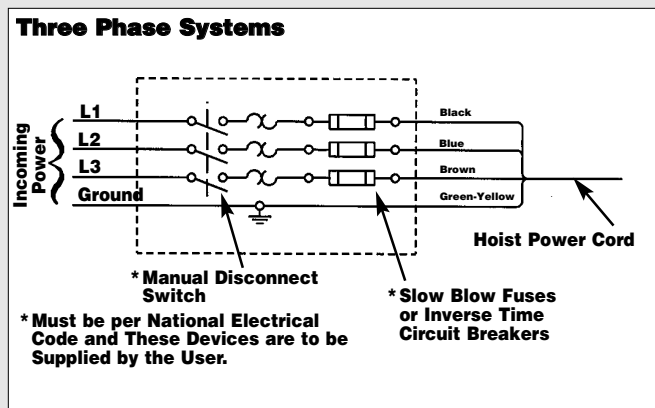 Three Phase Systems
Incoming
Power
L1
L2
L3
Ground
Black
Blue
Brown
Green-Yellow
Hoist Power Cord
*Manual Disconnect
Switch
*Slow Blow Fuses
or Inverse Time
Circuit Breakers
*Must be per National Electrical
Code and These Devices are to be
Supplied by the User.